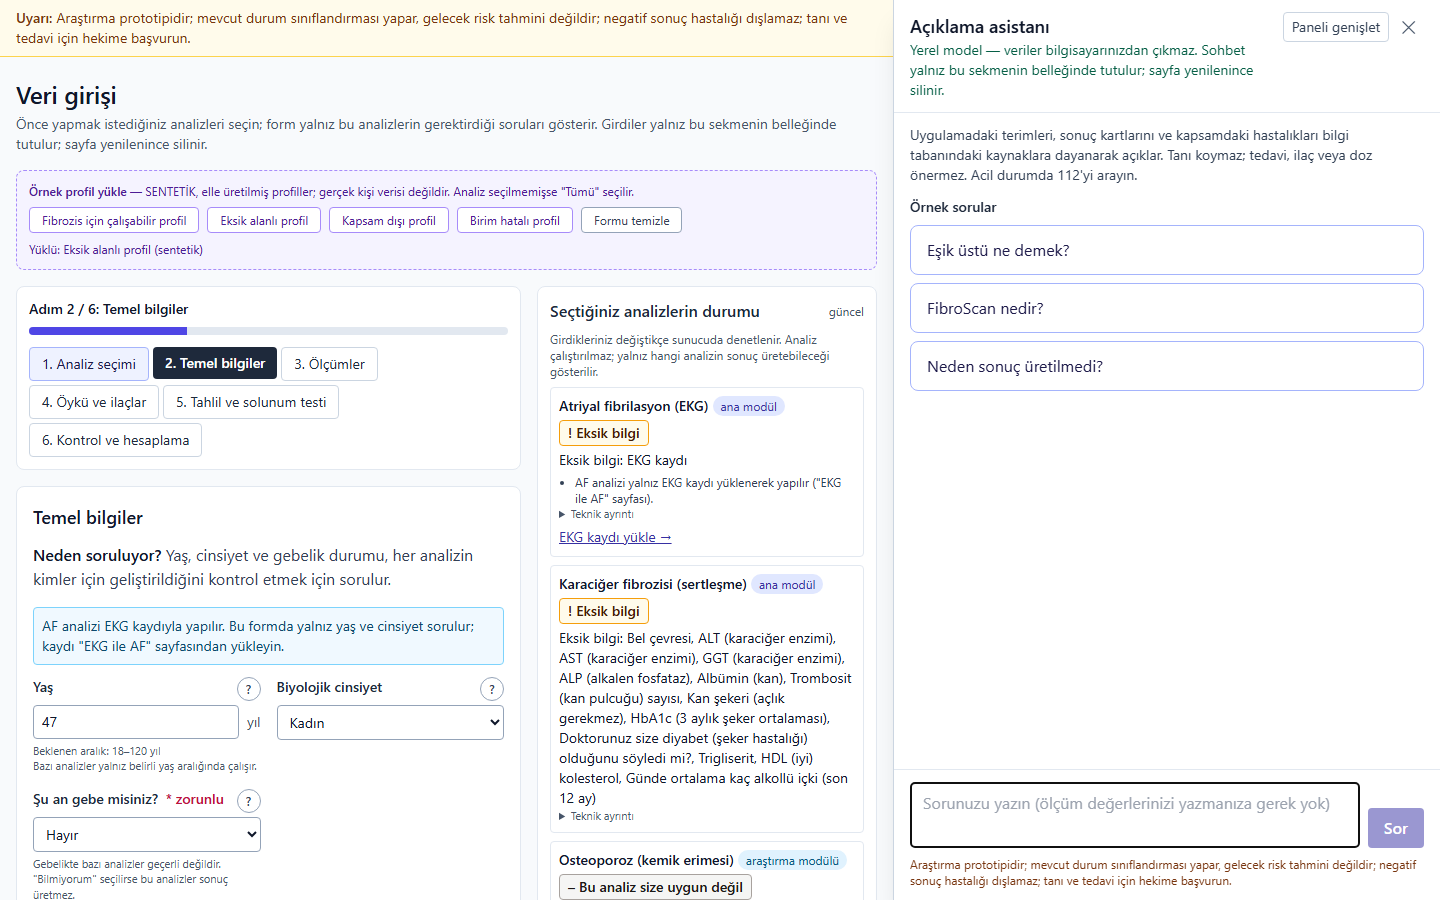 Uyarı: Araştırma prototipidir; mevcut durum sınıflandırması yapar, gelecek risk tahmini değildir; negatif sonuç hastalığı dışlamaz; tanı ve
tedavi için hekime başvurun.
Veri girişi
Önce yapmak istediğiniz analizleri seçin; form yalnız bu analizlerin gerektirdiği soruları gösterir. Girdiler yalnız bu sekmenin belleğinde
tutulur; sayfa yenilenince silinir.
Örnek profil yükle — SENTETİK, elle üretilmiş profiller; gerçek kişi verisi değildir. Analiz seçilmemişse "Tümü" seçilir.
Fibrozis için çalışabilir profil
Eksik alanlı profil
Kapsam dışı profil
Birim hatalı profil
Formu temizle
Yüklü: Eksik alanlı profil (sentetik)
Adım 2 / 6: Temel bilgiler
1. Analiz seçimi
2. Temel bilgiler
3. Ölçümler
4. Öykü ve ilaçlar
5. Tahlil ve solunum testi
6. Kontrol ve hesaplama
Temel bilgiler
Neden soruluyor? Yaş, cinsiyet ve gebelik durumu, her analizin
kimler için geliştirildiğini kontrol etmek için sorulur.
AF analizi EKG kaydıyla yapılır. Bu formda yalnız yaş ve cinsiyet sorulur;
kaydı "EKG ile AF" sayfasından yükleyin.
Yaş
?
Biyolojik cinsiyet
?
47
yıl
Kadın
Beklenen aralık: 18–120 yıl
Bazı analizler yalnız belirli yaş aralığında çalışır.
Şu an gebe misiniz? * zorunlu
?
Hayır
Gebelikte bazı analizler geçerli değildir.
"Bilmiyorum" seçilirse bu analizler sonuç
üretmez.
Seçtiğiniz analizlerin durumu
güncel
Girdikleriniz değiştikçe sunucuda denetlenir. Analiz
çalıştırılmaz; yalnız hangi analizin sonuç üretebileceği
gösterilir.
Atriyal fibrilasyon (EKG)
ana modül
! Eksik bilgi
Eksik bilgi: EKG kaydı
• AF analizi yalnız EKG kaydı yüklenerek yapılır ("EKG
ile AF" sayfası).
▶ Teknik ayrıntı
EKG kaydı yükle →
Karaciğer fibrozisi (sertleşme)
ana modül
! Eksik bilgi
Eksik bilgi: Bel çevresi, ALT (karaciğer enzimi),
AST (karaciğer enzimi), GGT (karaciğer enzimi),
ALP (alkalen fosfataz), Albümin (kan), Trombosit
(kan pulcuğu) sayısı, Kan şekeri (açlık
gerekmez), HbA1c (3 aylık şeker ortalaması),
Doktorunuz size diyabet (şeker hastalığı)
olduğunu söyledi mi?, Trigliserit, HDL (iyi)
kolesterol, Günde ortalama kaç alkollü içki (son
12 ay)
▶ Teknik ayrıntı
Osteoporoz (kemik erimesi)
araştırma modülü
– Bu analiz size uygun değil
Açıklama asistanı
Paneli genişlet
Yerel model — veriler bilgisayarınızdan çıkmaz. Sohbet
yalnız bu sekmenin belleğinde tutulur; sayfa yenilenince
silinir.
Uygulamadaki terimleri, sonuç kartlarını ve kapsamdaki hastalıkları bilgi
tabanındaki kaynaklara dayanarak açıklar. Tanı koymaz; tedavi, ilaç veya doz
önermez. Acil durumda 112'yi arayın.
Örnek sorular
Eşik üstü ne demek?
FibroScan nedir?
Neden sonuç üretilmedi?
Sorunuzu yazın (ölçüm değerlerinizi yazmanıza gerek yok)
Sor
Araştırma prototipidir; mevcut durum sınıflandırması yapar, gelecek risk tahmini değildir; negatif
sonuç hastalığı dışlamaz; tanı ve tedavi için hekime başvurun.